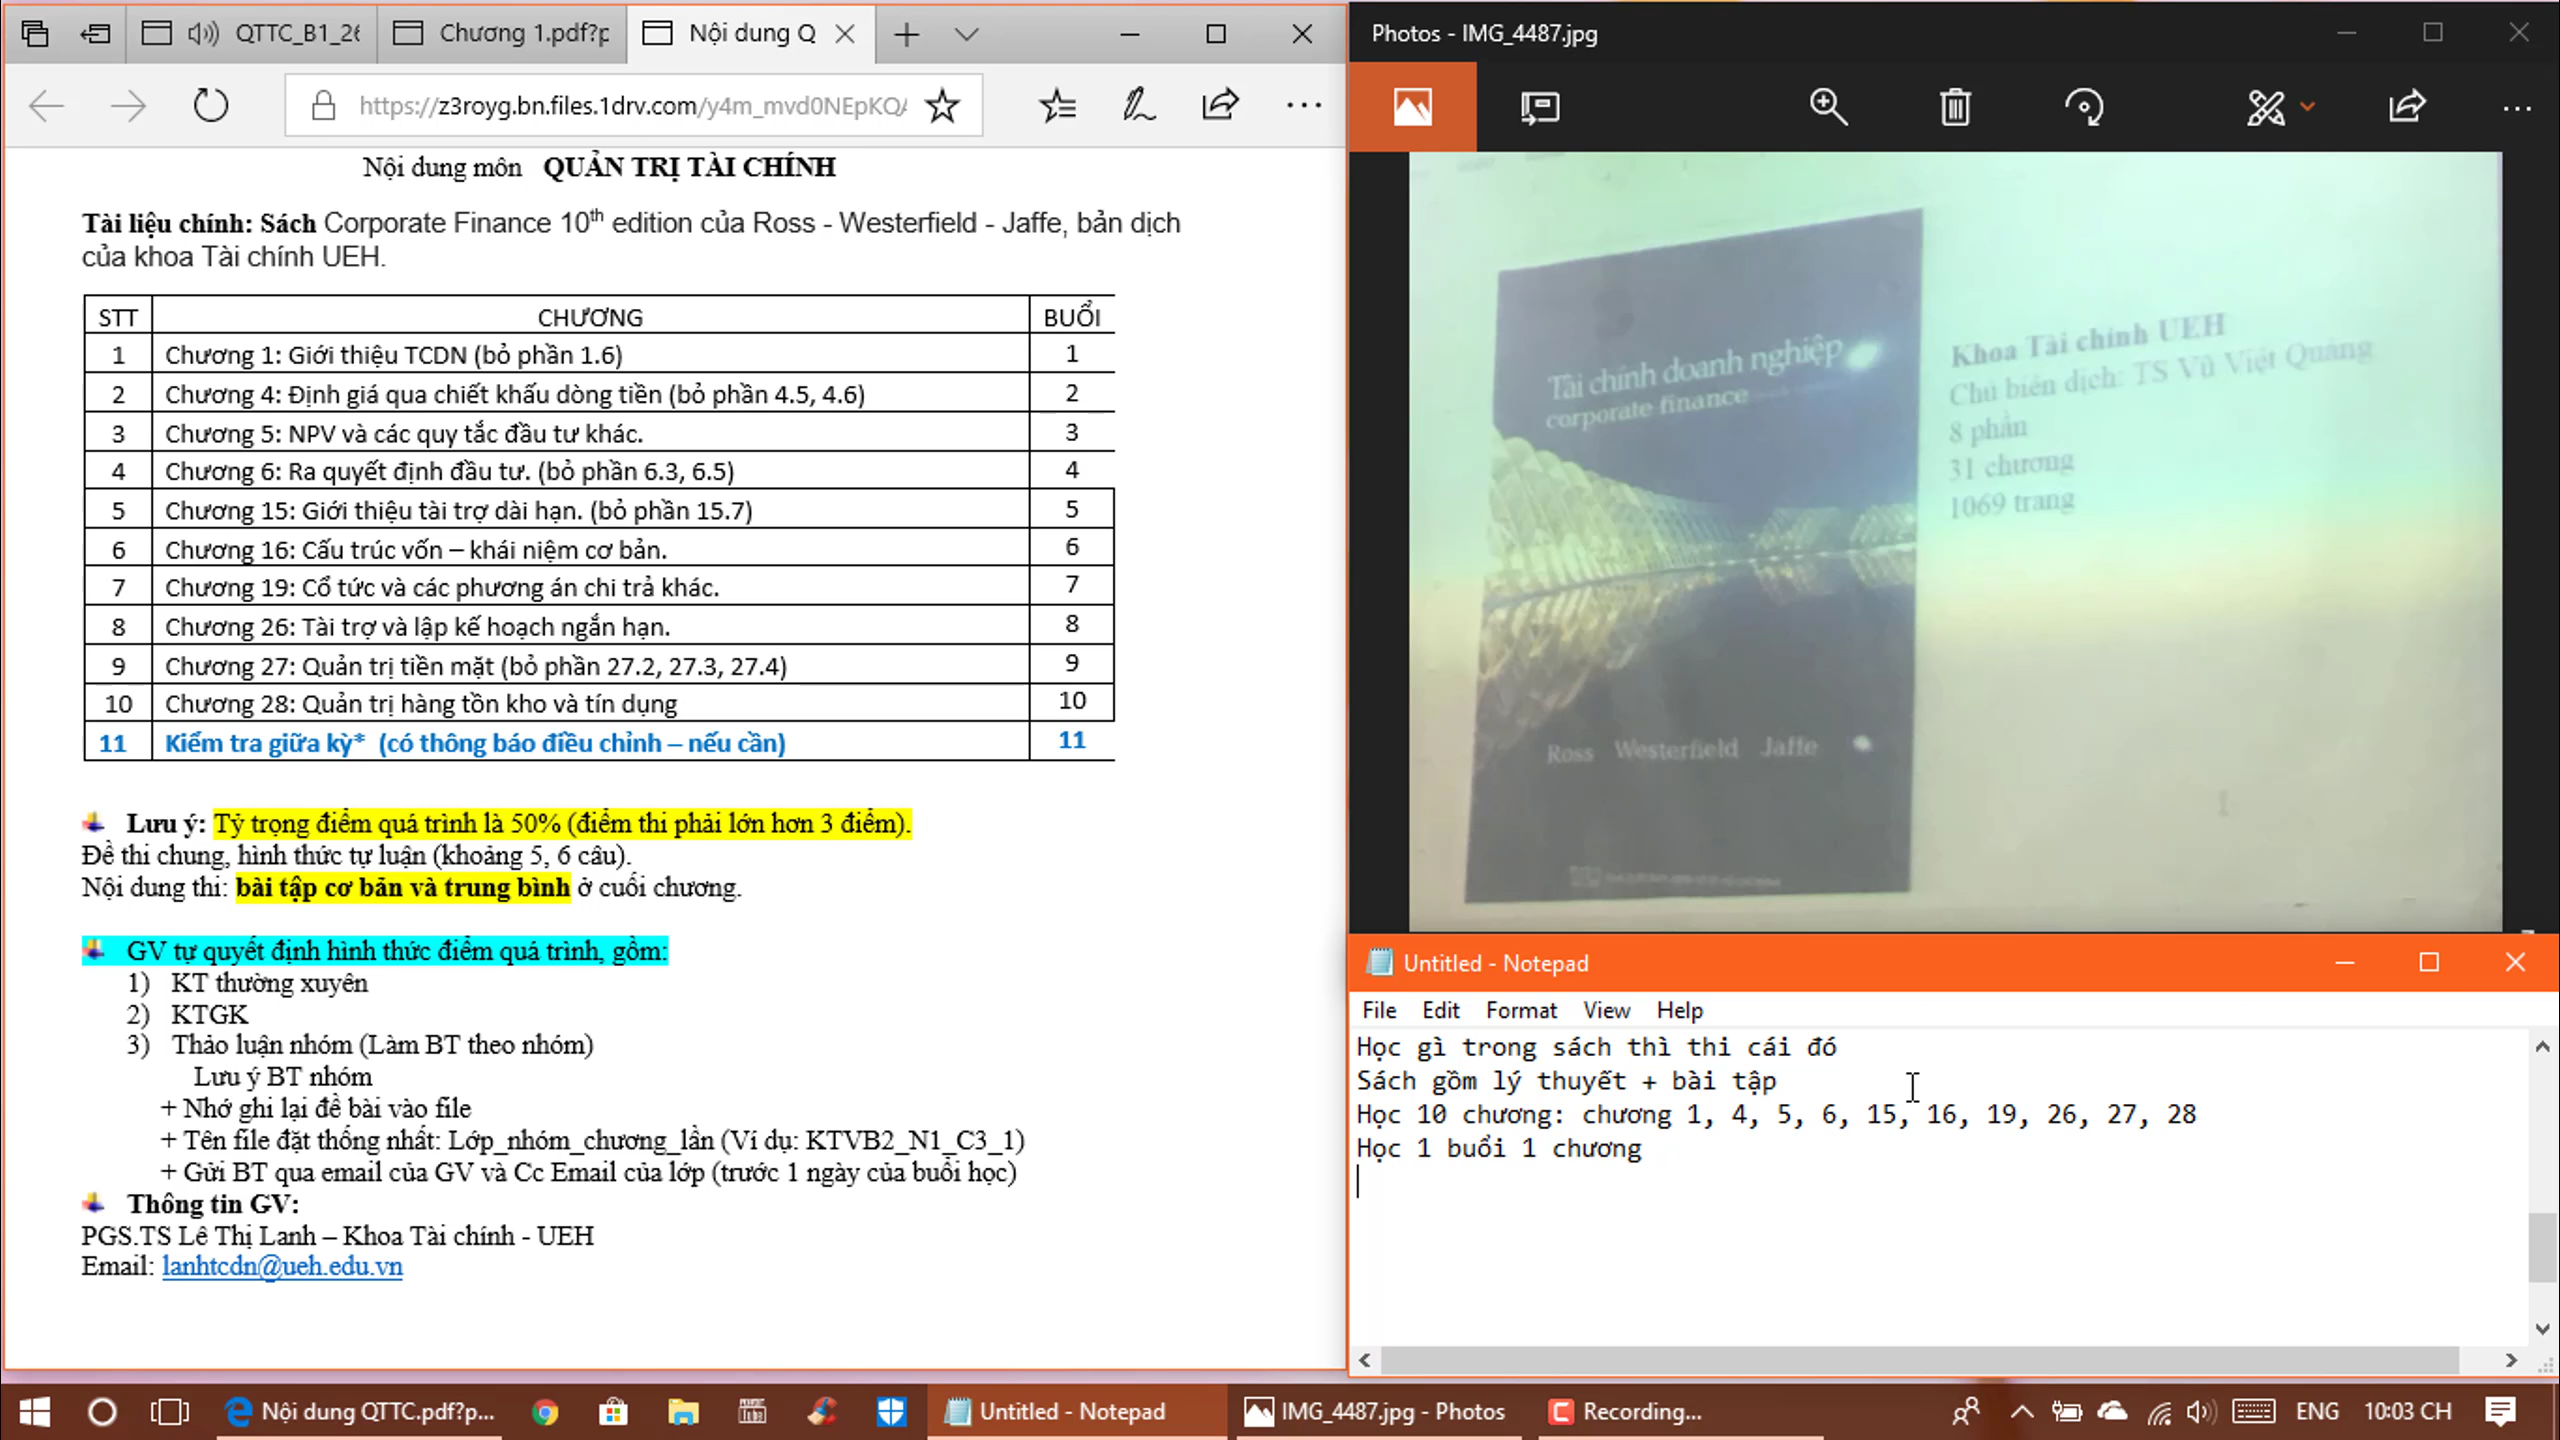 QTTC_B1_26
Chương 1.pdf?p
Nội dung Q
https://z3royg.bn.files.1drv.com/y4m_mvd0NEpKQA
Nội dung môn QUẢN TRỊ TÀI CHÍNH
Tài liệu chính: Sách Corporate Finance 10th edition của Ross - Westerfield - Jaffe, bản dịch
của khoa Tài chính UEH.
STT CHƯƠNG BUỔI
1 Chương 1: Giới thiệu TCDN (bỏ phần 1.6) 1
2 Chương 4: Định giá qua chiết khấu dòng tiền (bỏ phần 4.5, 4.6) 2
3 Chương 5: NPV và các quy tắc đầu tư khác. 3
4 Chương 6: Ra quyết định đầu tư. (bỏ phần 6.3, 6.5) 4
5 Chương 15: Giới thiệu tài trợ dài hạn. (bỏ phần 15.7) 5
6 Chương 16: Cấu trúc vốn – khái niệm cơ bản. 6
7 Chương 19: Cổ tức và các phương án chi trả khác. 7
8 Chương 26: Tài trợ và lập kế hoạch ngắn hạn. 8
9 Chương 27: Quản trị tiền mặt (bỏ phần 27.2, 27.3, 27.4) 9
10 Chương 28: Quản trị hàng tồn kho và tín dụng 10
11 Kiểm tra giữa kỳ* (có thông báo điều chỉnh – nếu cần) 11
Lưu ý: Tỷ trọng điểm quá trình là 50% (điểm thi phải lớn hơn 3 điểm).
Đề thi chung, hình thức tự luận (khoảng 5, 6 câu).
Nội dung thi: bài tập cơ bản và trung bình ở cuối chương.
GV tự quyết định hình thức điểm quá trình, gồm:
1) KT thường xuyên
2) KTGK
3) Thảo luận nhóm (Làm BT theo nhóm)
Lưu ý BT nhóm
+ Nhớ ghi lại đề bài vào file
+ Tên file đặt thống nhất: Lớp_nhóm_chương_lần (Ví dụ: KTVB2_N1_C3_1)
+ Gửi BT qua email của GV và Cc Email của lớp (trước 1 ngày của buổi học)
Thông tin GV:
PGS.TS Lê Thị Lanh – Khoa Tài chính - UEH
Email: lanhtcdn@ueh.edu.vn
Photos - IMG_4487.jpg
Tài chính doanh nghiệp
corporate finance
Ross Westerfield Jaffe
Khoa Tài chính UEH
Chủ biên dịch: TS Vũ Việt Quảng
8 phần
31 chương
1069 trang
Untitled - Notepad
File Edit Format View Help
Học gì trong sách thì thi cái đó
Sách gồm lý thuyết + bài tập
Học 10 chương: chương 1, 4, 5, 6, 15, 16, 19, 26, 27, 28
Học 1 buổi 1 chương
Nội dung QTTC.pdf?p...
Untitled - Notepad
IMG_4487.jpg - Photos
Recording...
ENG
10:03 CH